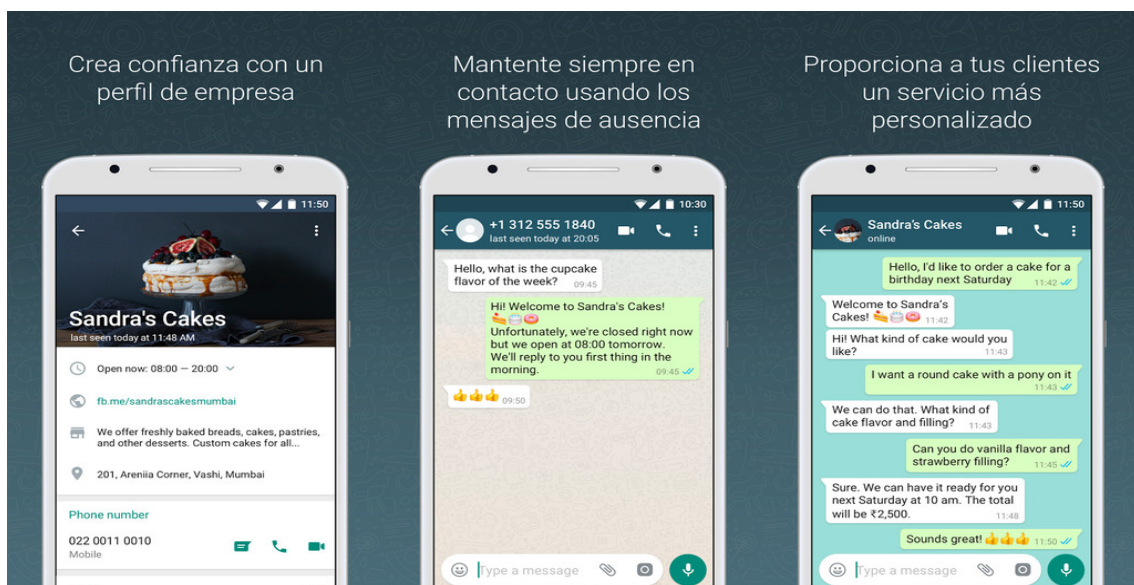 Crea confianza con un
perfil de empresa
11:50
Sandra's Cakes
last seen today at 11:48 AM
Open now: 08:00 – 20:00
fb.me/sandrascakesmumbai
We offer freshly baked breads, cakes, pastries,
and other desserts. Custom cakes for all...
201, Areniia Corner, Vashi, Mumbai
Phone number
022 0011 0010
Mobile
Mantente siempre en
contacto usando los
mensajes de ausencia
10:30
+1 312 555 1840
last seen today at 20:05
Hello, what is the cupcake
flavor of the week? 09:45
Hi! Welcome to Sandra's Cakes!
🍰🎂🍩
Unfortunately, we're closed right now
but we open at 08:00 tomorrow.
We'll reply to you first thing in the
morning. 09:45
👍👍👍 09:50
Type a message
Proporciona a tus clientes
un servicio más
personalizado
11:50
Sandra's Cakes
online
Hello, I'd like to order a cake for a
birthday next Saturday 11:42
Welcome to Sandra's
Cakes! 🍰🎂🍩 11:42
Hi! What kind of cake would you
like? 11:43
I want a round cake with a pony on it
11:43
We can do that. What kind of
cake flavor and filling? 11:43
Can you do vanilla flavor and
strawberry filling? 11:45
Sure. We can have it ready for you
next Saturday at 10 am. The total
will be ₹2,500. 11:48
Sounds great! 👍👍👍 11:50
Type a message